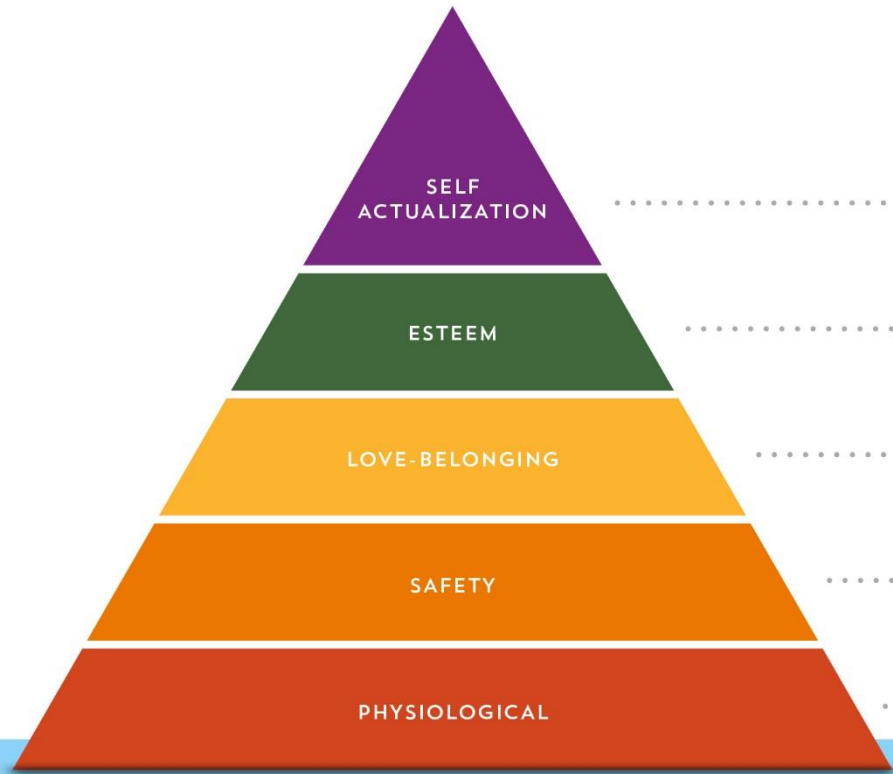 SELF
ACTUALIZATION
ESTEEM
LOVE-BELONGING
SAFETY
PHYSIOLOGICAL